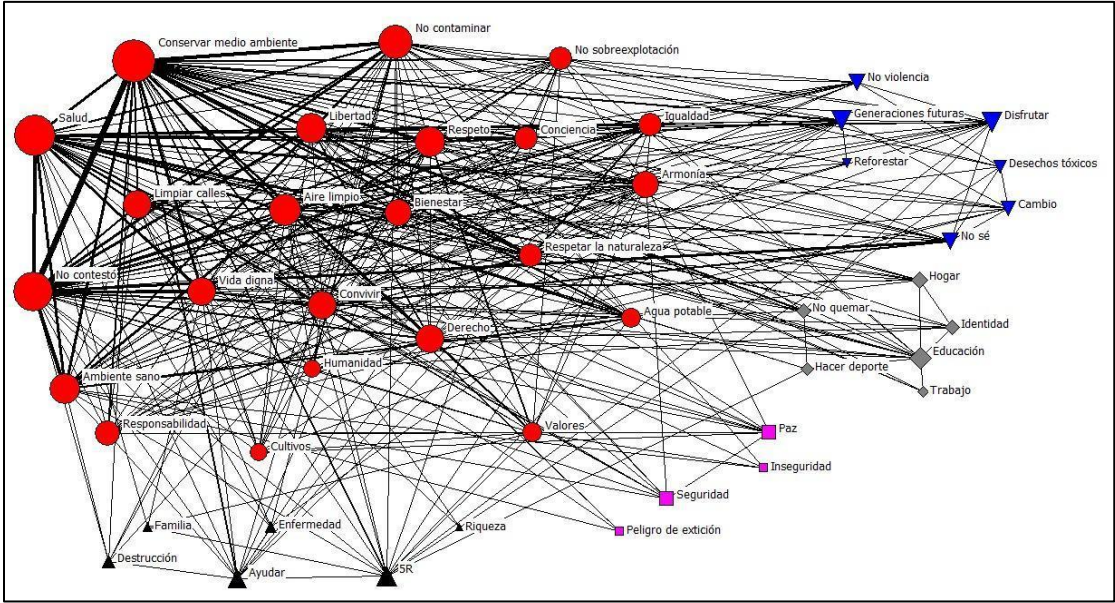 No contaminar
Conservar medio ambiente
No sobreexplotación
No violencia
Salud
Libertad
Respeto
Conciencia
Igualdad
Generaciones futuras
Disfrutar
Reforestar
Desechos tóxicos
Armonías
Limpiar calles
Aire limpio
Bienestar
Cambio
No sé
Respetar la naturaleza
No contestó
Vida digna
Convivir
Hogar
Agua potable
No quemar
Derecho
Identidad
Educación
Humanidad
Hacer deporte
Ambiente sano
Trabajo
Responsabilidad
Valores
Paz
Cultivos
Inseguridad
Seguridad
Familia
Enfermedad
Riqueza
Peligro de extición
Destrucción
Ayudar
5R